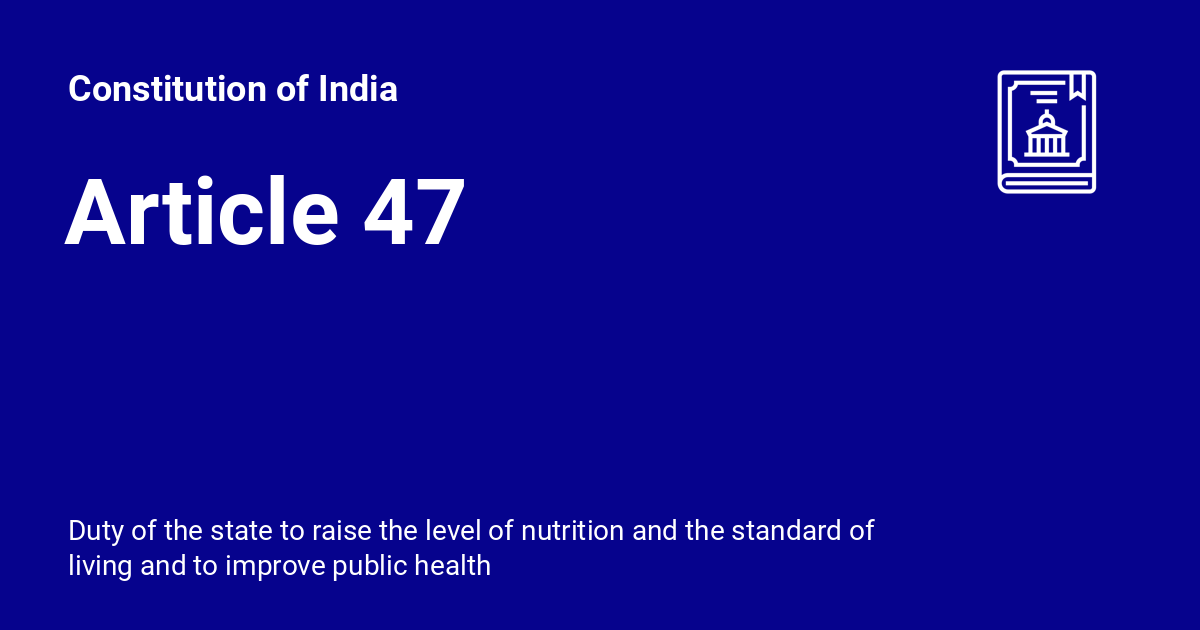 Constitution of India
Article 47
Duty of the state to raise the level of nutrition and the standard of
living and to improve public health